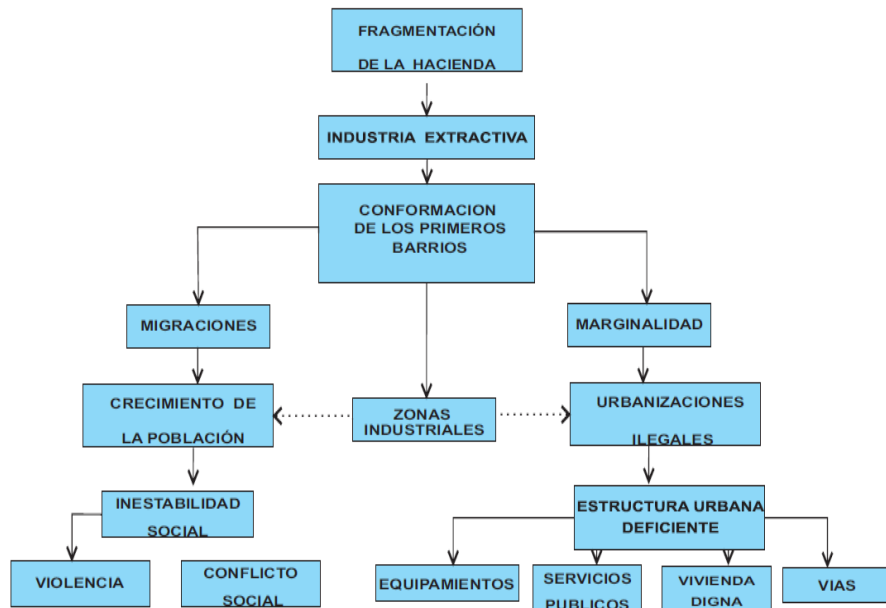 FRAGMENTACIÓN
DE LA HACIENDA
INDUSTRIA EXTRACTIVA
CONFORMACION
DE LOS PRIMEROS
BARRIOS
MIGRACIONES
MARGINALIDAD
CRECIMIENTO DE
LA POBLACIÓN
ZONAS
INDUSTRIALES
URBANIZACIONES
ILEGALES
INESTABILIDAD
SOCIAL
ESTRUCTURA URBANA
DEFICIENTE
VIOLENCIA
CONFLICTO
SOCIAL
EQUIPAMIENTOS
SERVICIOS
PUBLICOS
VIVIENDA
DIGNA
VIAS